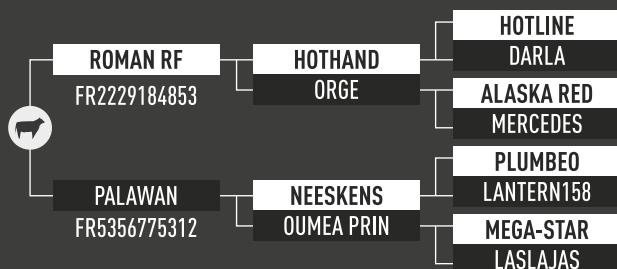 ROMAN RF
FR2229184853
HOTHAND
ORGE
HOTLINE
DARLA
ALASKA RED
MERCEDES
PALAWAN
FR5356775312
NEESKENS
OUMEA PRIN
PLUMBEO
LANTERN158
MEGA-STAR
LASLAJAS